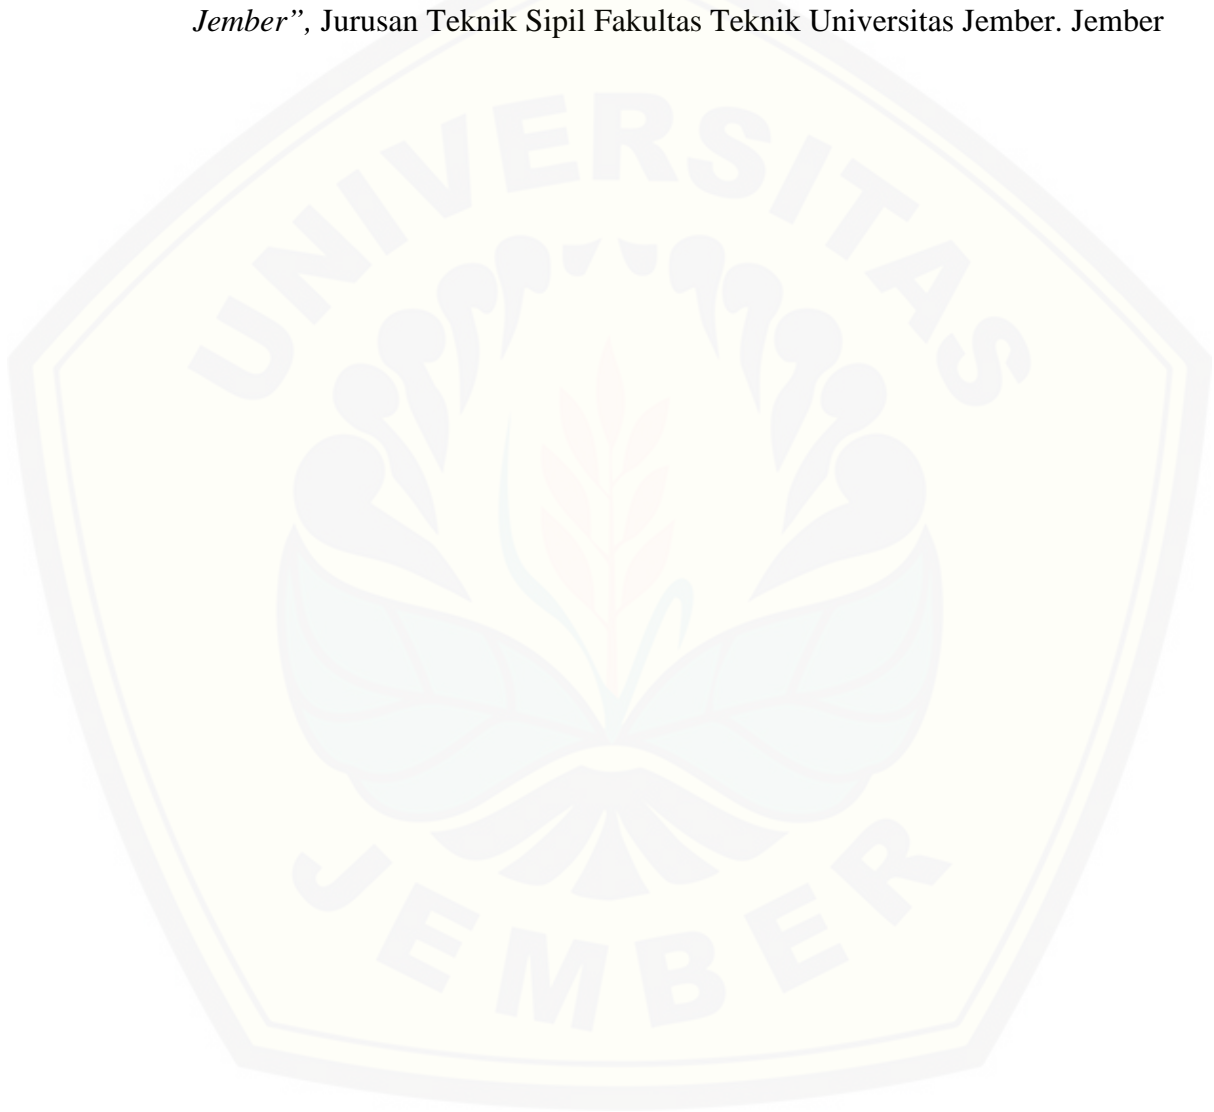 Jember”, Jurusan Teknik Sipil Fakultas Teknik Universitas Jember. Jember
UNIVERSITAS
JEMBER